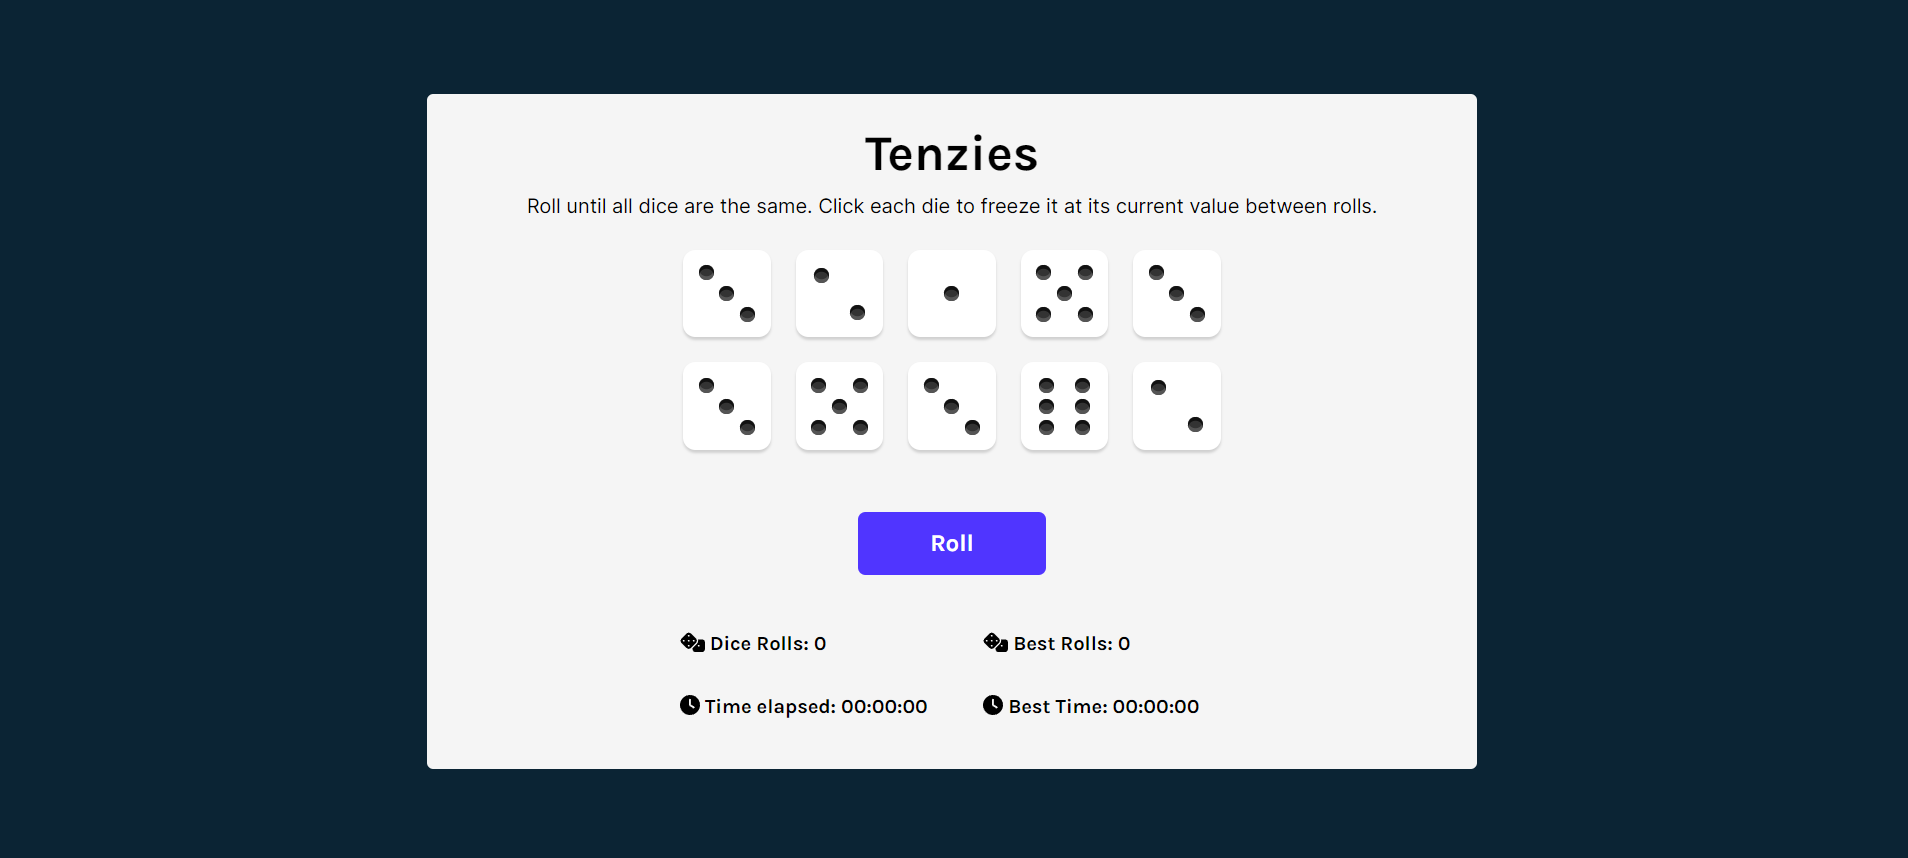 Tenzies
Roll until all dice are the same. Click each die to freeze it at its current value between rolls.
Roll
Dice Rolls: 0
Best Rolls: 0
Time elapsed: 00:00:00
Best Time: 00:00:00